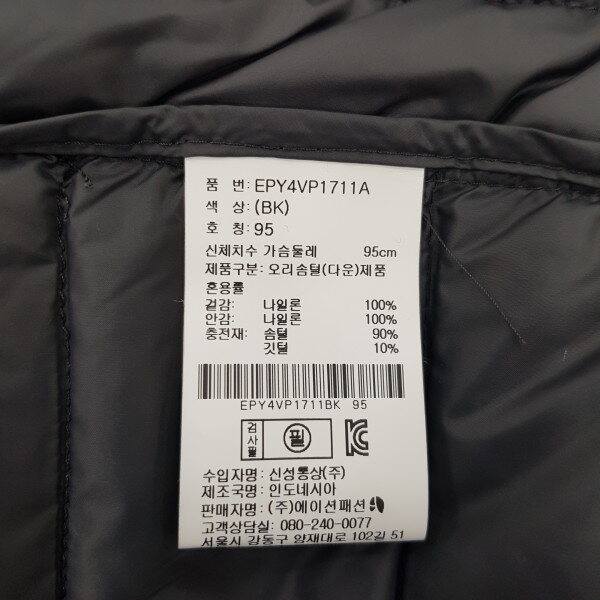 품 번: EPY4VP1711A
색 상: (BK)
호 칭: 95
신체치수 가슴둘레 95cm
제품구분: 오리솜털(다운)제품
혼용률
겉감: 나일론 100%
안감: 나일론 100%
충전재: 솜털 90%
깃털 10%
EPY4VP1711BK 95
검사필 필
수입자명: 신성통상(주)
제조국명: 인도네시아
판매자명: (주)에이션패션
고객상담실: 080-240-0077
서울시 강동구 양재대로 102길 51